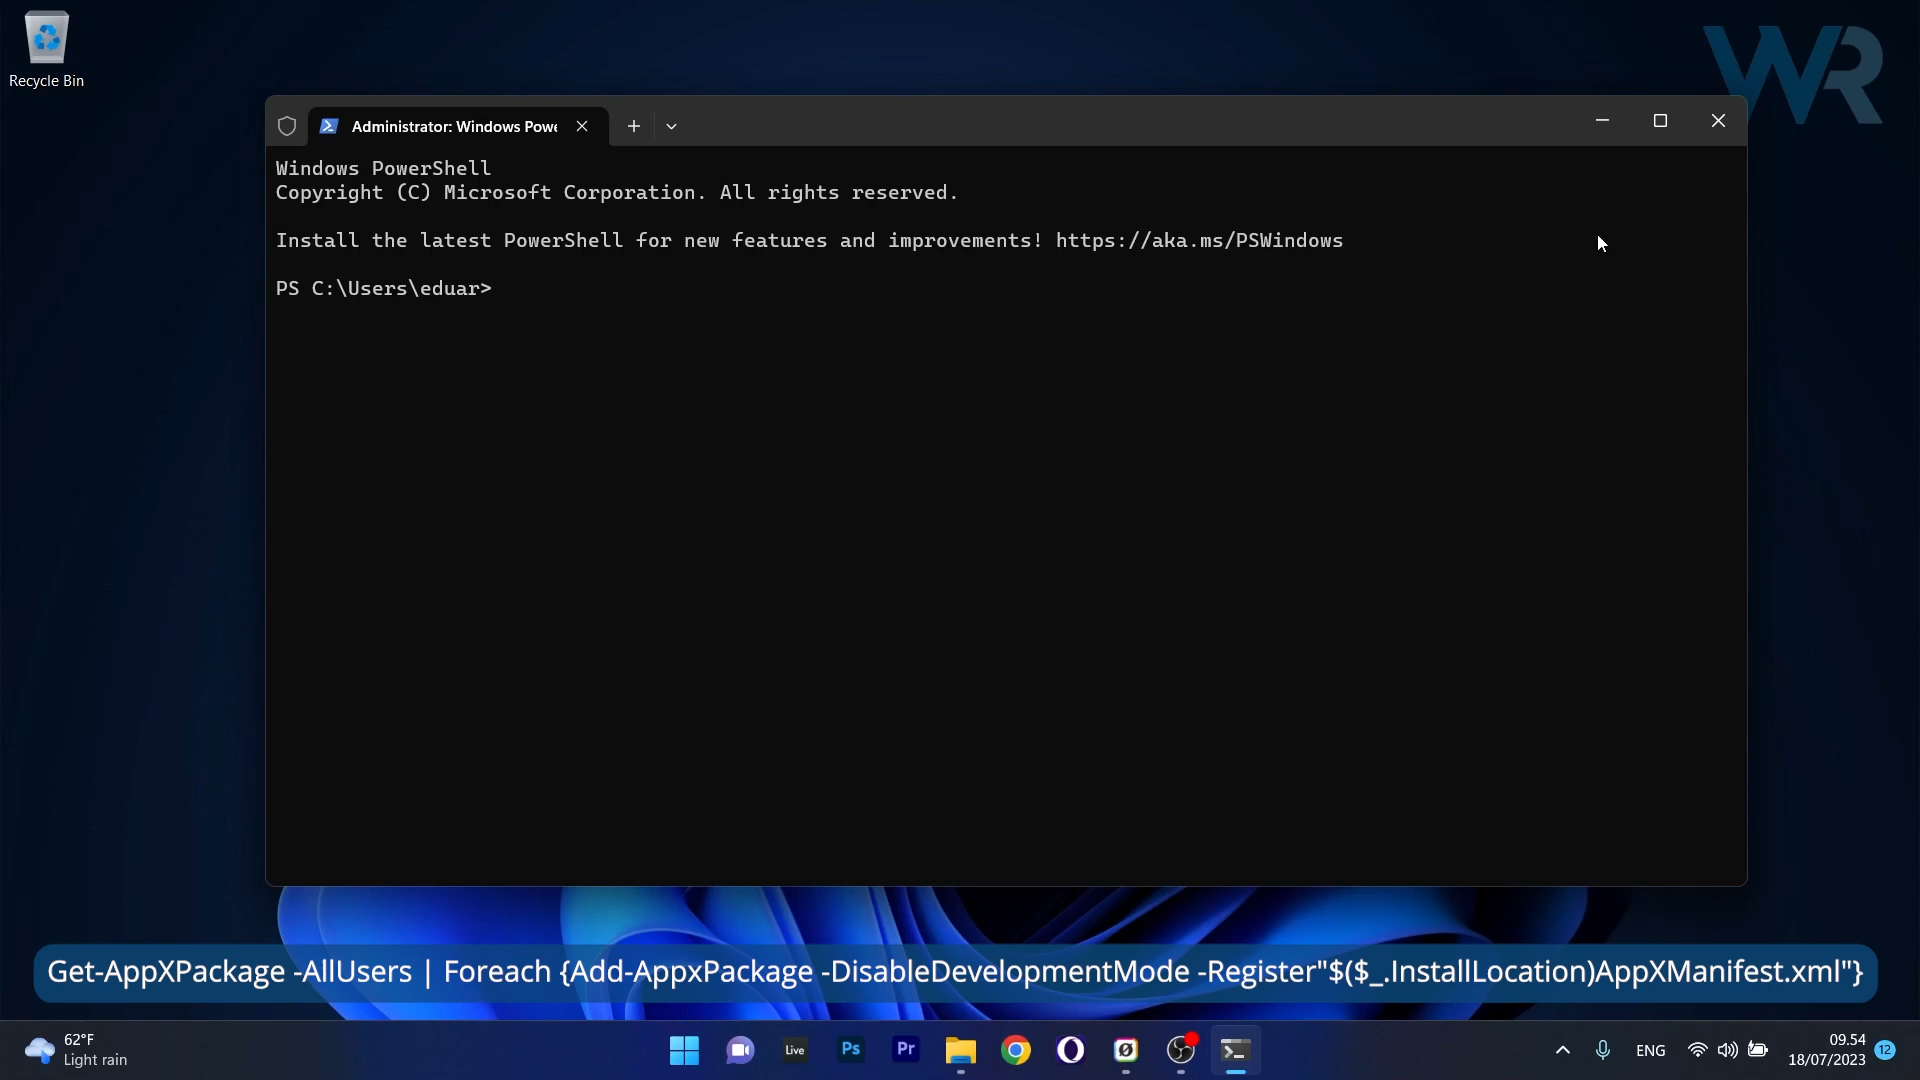 Recycle Bin
WR
Administrator: Windows Powe
Windows PowerShell
Copyright (C) Microsoft Corporation. All rights reserved.
Install the latest PowerShell for new features and improvements! https://aka.ms/PSWindows
PS C:\Users\eduar>
Get-AppXPackage -AllUsers | Foreach {Add-AppxPackage -DisableDevelopmentMode -Register"$($_.InstallLocation)AppXManifest.xml"}
62°F
Light rain
Live
Ps
Pr
ENG
09.54
18/07/2023
12